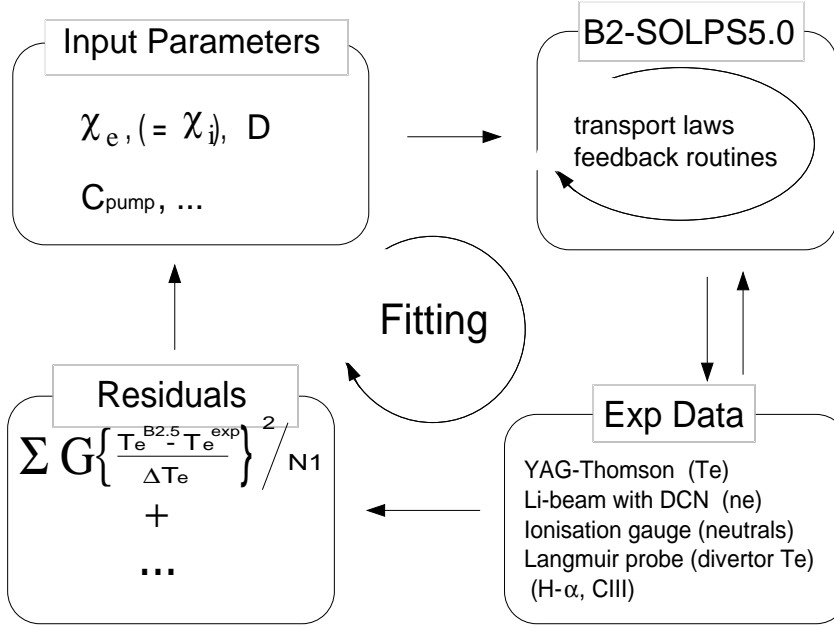 Input Parameters
χe, (= χi), D
Cpump, ...
B2-SOLPS5.0
transport laws
feedback routines
Fitting
Residuals
Σ G{(Te^B2.5 - Te^exp)/ΔTe}^2/N1
+
...
Exp Data
YAG-Thomson (Te)
Li-beam with DCN (ne)
Ionisation gauge (neutrals)
Langmuir probe (divertor Te)
(H-α, CIII)